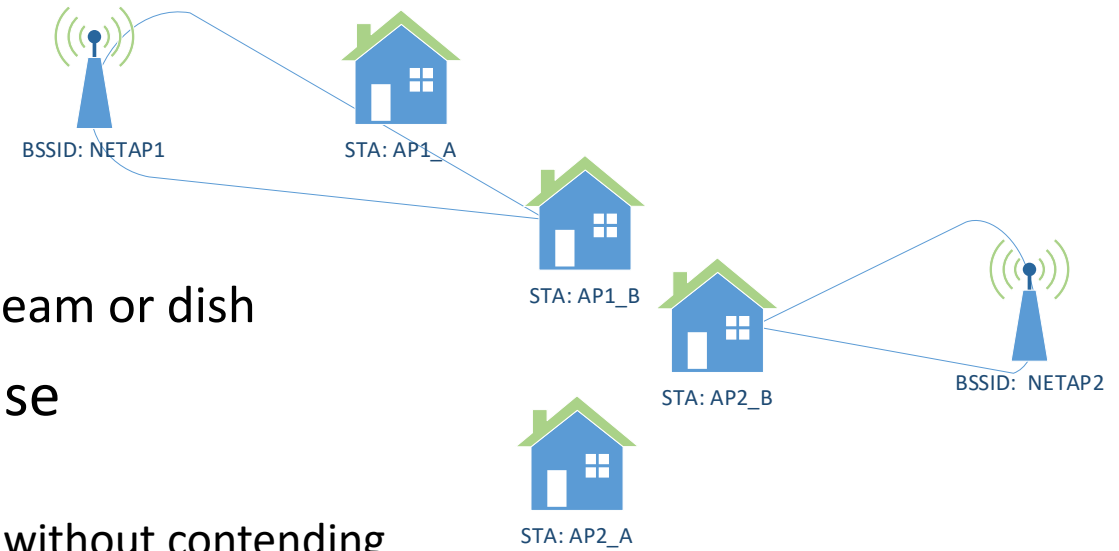 BSSID: NETAP1
STA: AP1_A
STA: AP1_B
eam or dish
BSSID: NETAP2
se
STA: AP2_B
without contending
STA: AP2_A